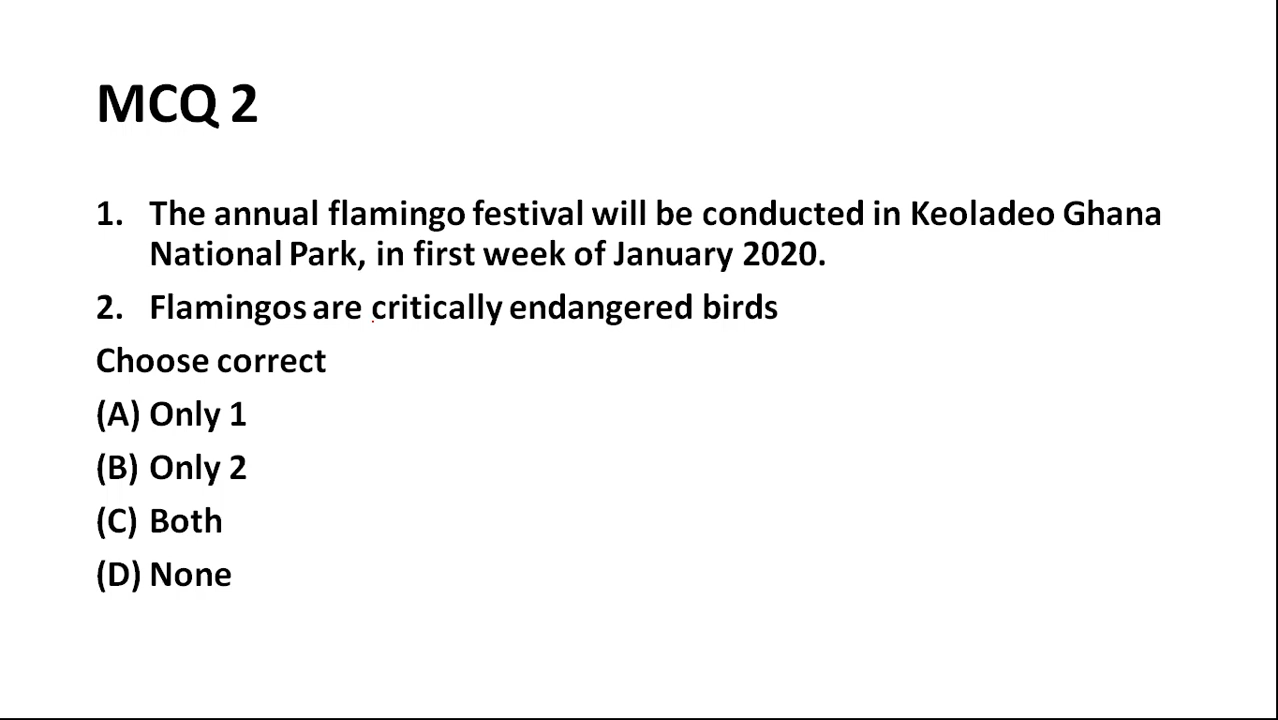 MCQ 2
1. The annual flamingo festival will be conducted in Keoladeo Ghana
National Park, in first week of January 2020.
2. Flamingos are critically endangered birds
Choose correct
(A) Only 1
(B) Only 2
(C) Both
(D) None